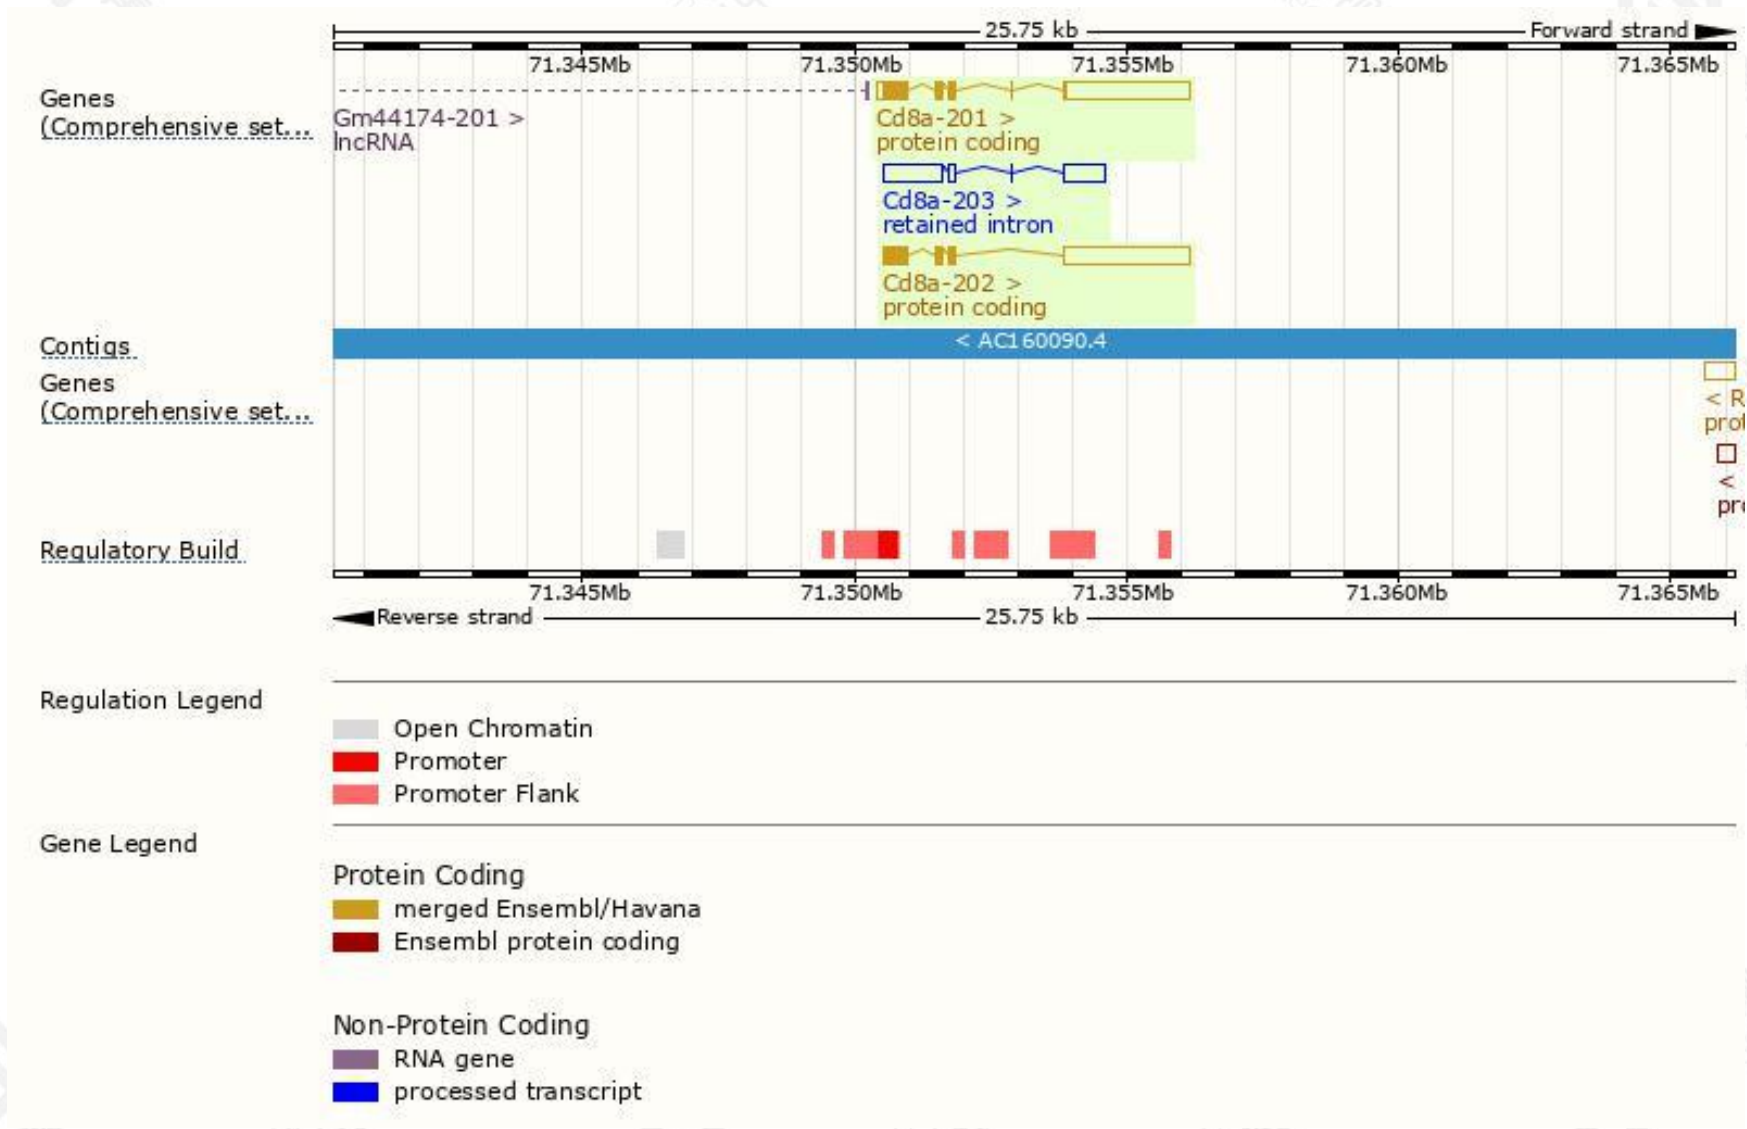 25.75 kb
Forward strand
71.345Mb 71.350Mb 71.355Mb 71.360Mb 71.365Mb
Genes
(Comprehensive set...
Gm44174-201 >
lncRNA
Cd8a-201 >
protein coding
Cd8a-203 >
retained intron
Cd8a-202 >
protein coding
Contigs
< AC160090.4
Genes
(Comprehensive set...
< R
prot
<
pro
Regulatory Build
71.345Mb 71.350Mb 71.355Mb 71.360Mb 71.365Mb
Reverse strand
25.75 kb
Regulation Legend
Open Chromatin
Promoter
Promoter Flank
Gene Legend
Protein Coding
merged Ensembl/Havana
Ensembl protein coding
Non-Protein Coding
RNA gene
processed transcript